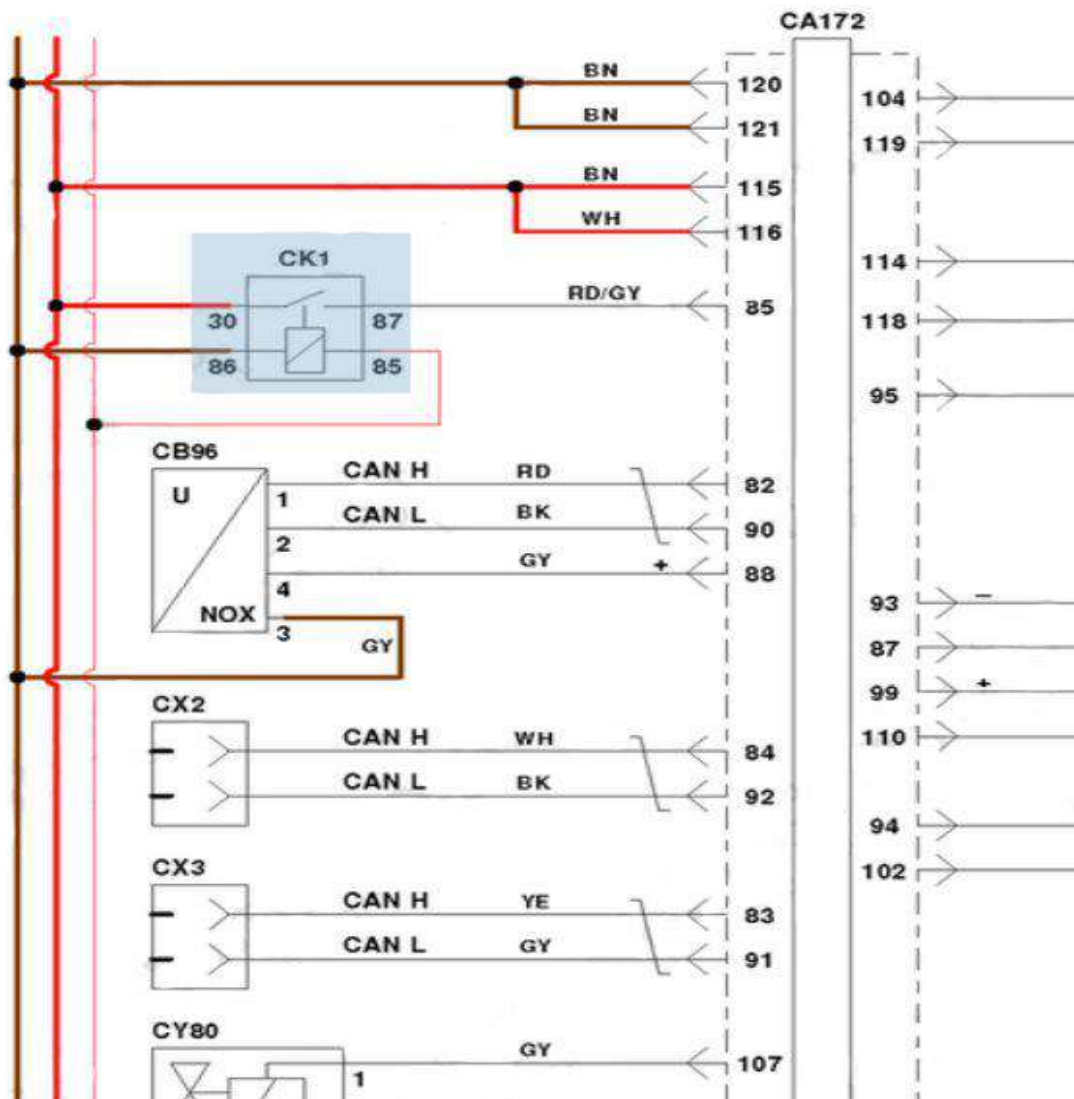 CA172
BN 120
104
BN 121
119
BN 115
WH 116
CK1
114
30 87 RD/GY 85
118
86 85
95
CB96
U 1 CAN H RD 82
2 CAN L BK 90
4 GY + 88
NOX 3
93 –
GY
87
99 +
CX2
CAN H WH 84
110
CAN L BK 92
94
CX3
102
CAN H YE 83
CAN L GY 91
CY80
1 GY 107